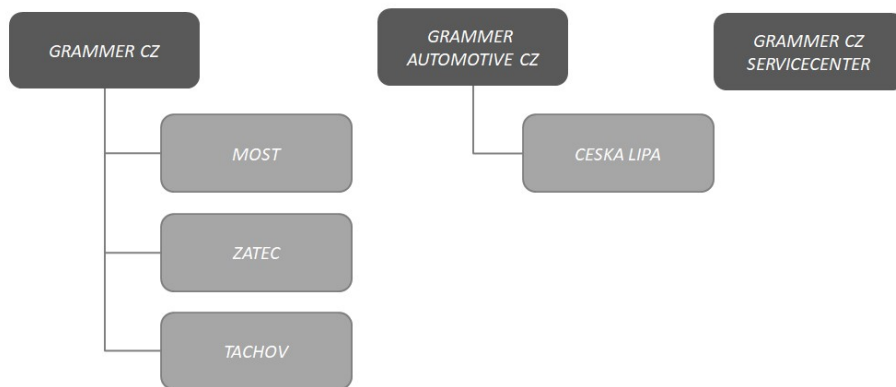 GRAMMER CZ
GRAMMER
AUTOMOTIVE CZ
GRAMMER CZ
SERVICECENTER
MOST
CESKA LIPA
ZATEC
TACHOV